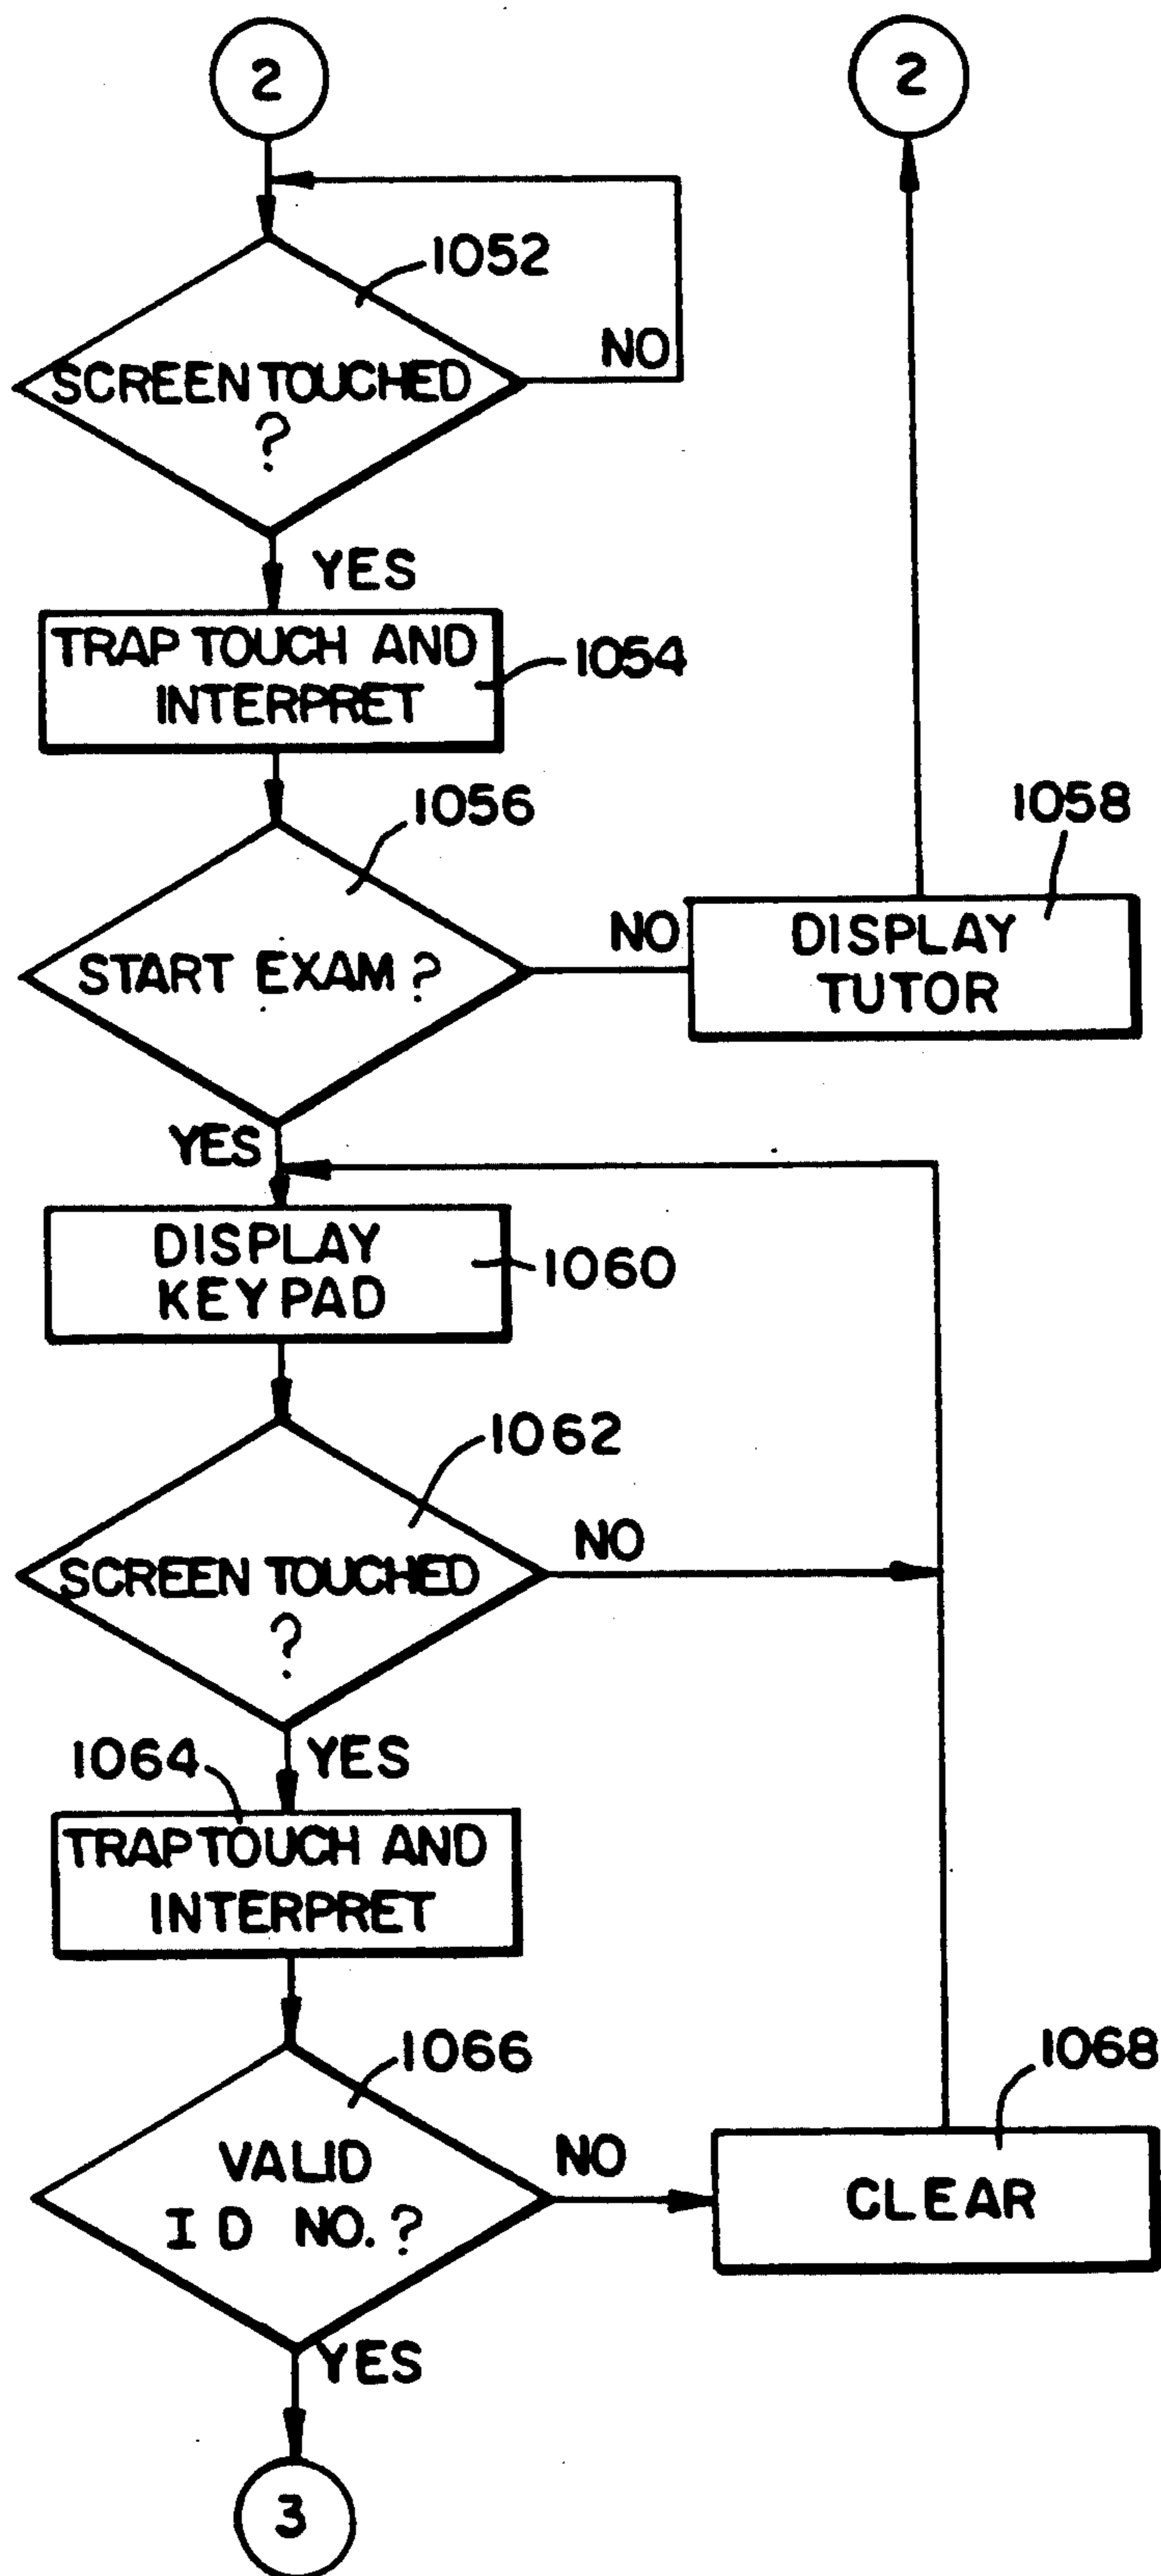 2
2
1052
NO
SCREEN TOUCHED
?
YES
TRAP TOUCH AND
INTERPRET
1054
1056
1058
START EXAM ?
NO
DISPLAY
TUTOR
YES
DISPLAY
KEYPAD
1060
1062
NO
SCREEN TOUCHED
?
1064
YES
TRAP TOUCH AND
INTERPRET
1066
1068
VALID
I D NO. ?
NO
CLEAR
YES
3